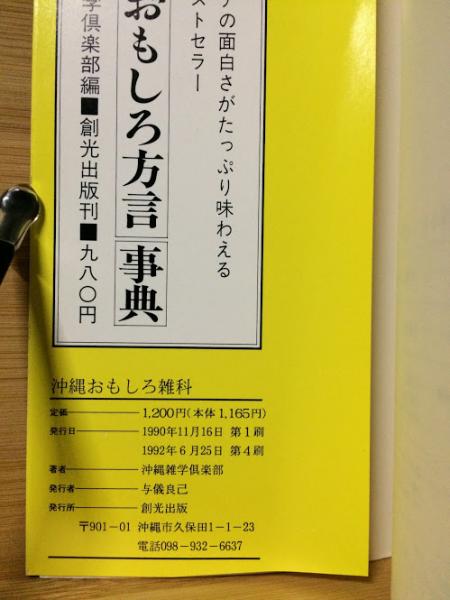 の面白さがたっぷり味わえる
ストセラー
おもしろ方言事典
学倶楽部編■創光出版刊■九八〇円
沖縄おもしろ雑科
定価 1,200円(本体1,165円)
発行日 1990年11月16日 第1刷
1992年6月25日 第4刷
著者 沖縄雑学倶楽部
発行者 与儀良己
発行所 創光出版
〒901-01 沖縄市久保田1-1-23
電話098-932-6637